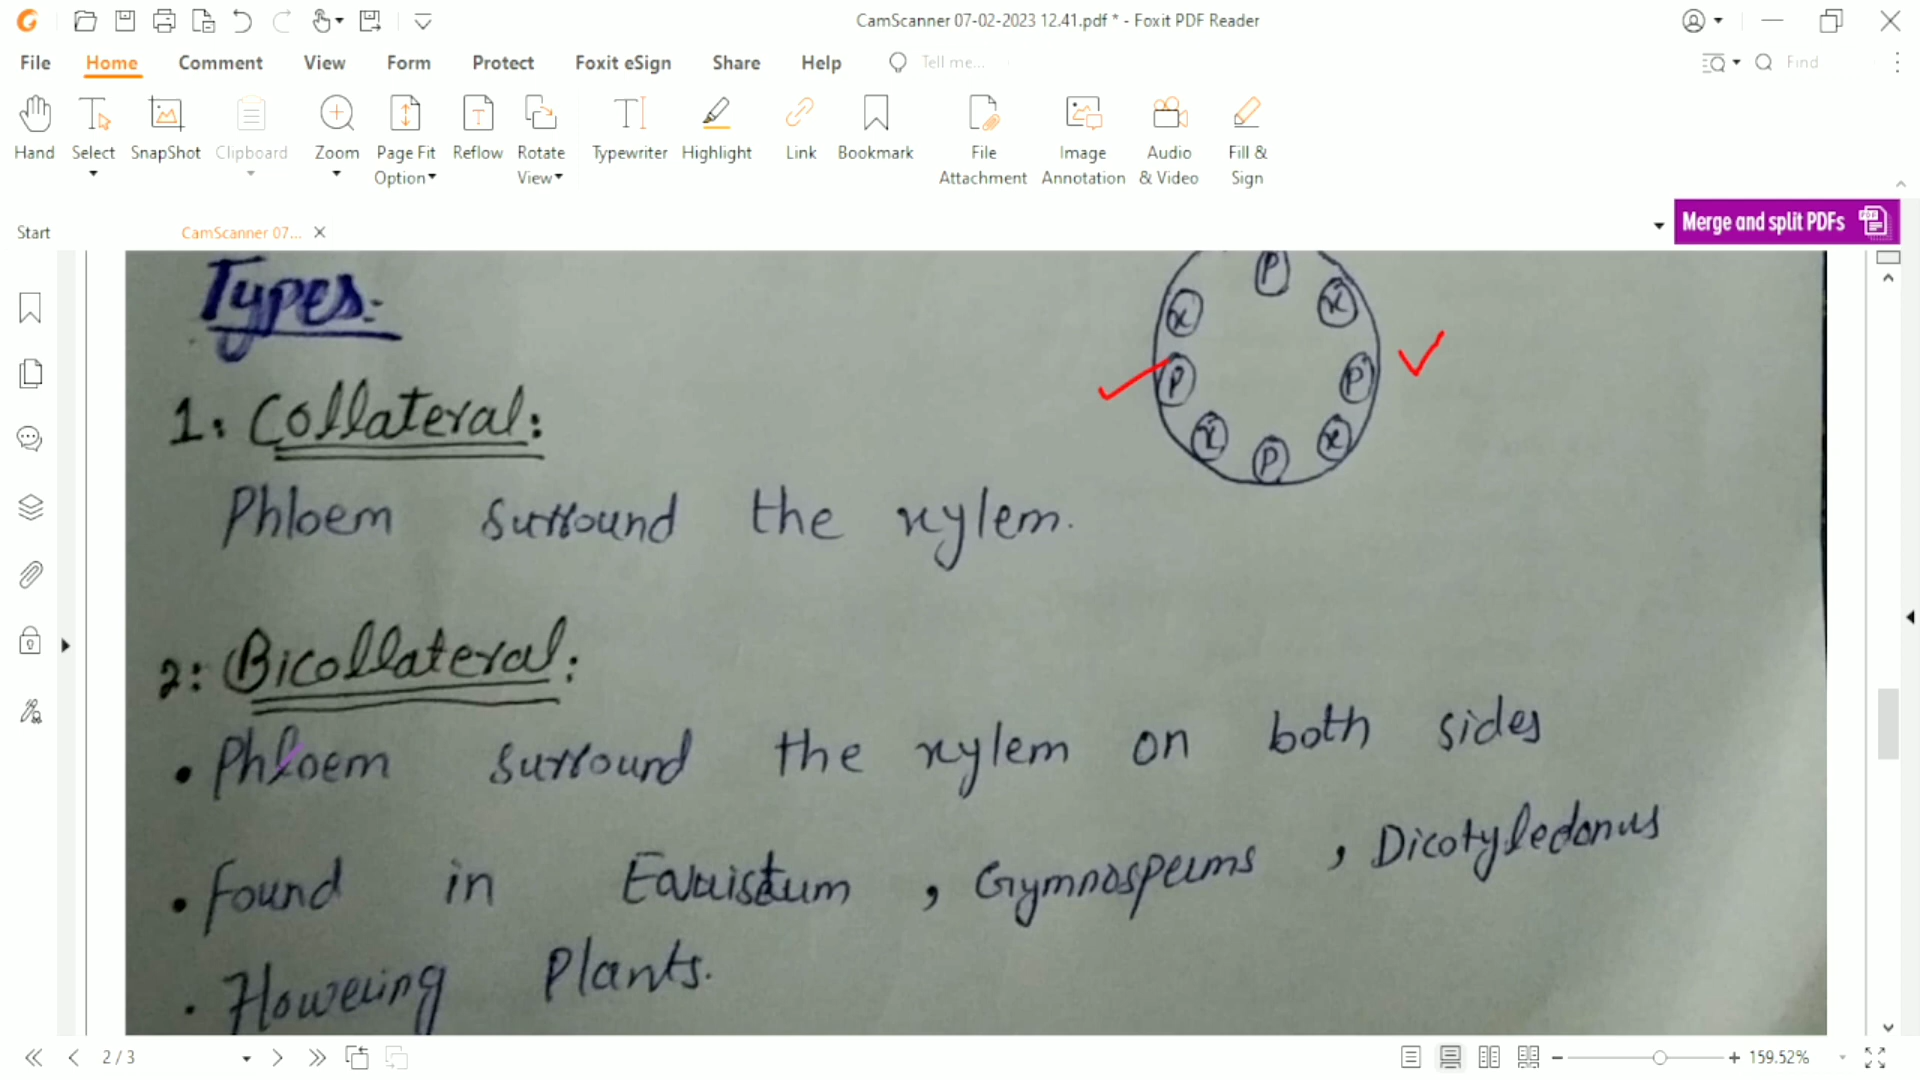 CamScanner 07-02-2023 12.41.pdf * - Foxit PDF Reader
File Home Comment View Form Protect Foxit eSign Share Help Tell me... Find
Hand Select SnapShot Clipboard Zoom Page Fit Option Reflow Rotate View Typewriter Highlight Link Bookmark File Attachment Image Annotation Audio & Video Fill & Sign
Merge and split PDFs
Start CamScanner 07...
Types:
P
x x
P P
x x
P
1: Collateral:
Phloem surround the xylem.
2: Bicollateral:
• Phloem surround the xylem on both sides
• Found in , Gymnosperms , Dicotyledonus
• Flowering Plants.
2 / 3
159.52%